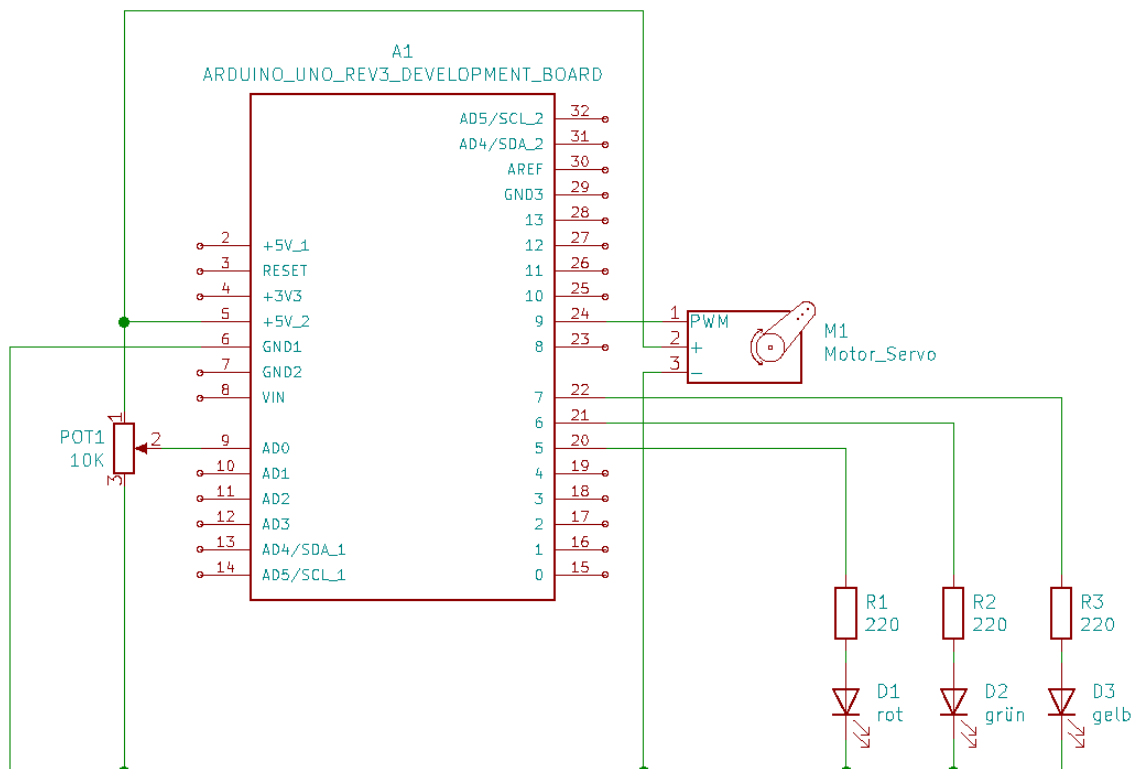 A1
ARDUINO_UNO_REV3_DEVELOPMENT_BOARD
AD5/SCL_2 32
AD4/SDA_2 31
AREF 30
GND3 29
13 28
2 +5V_1 12 27
3 RESET 11 26
4 +3V3 10 25
5 +5V_2 9 24
6 GND1 8 23
7 GND2
8 VIN 7 22
6 21
9 AD0 5 20
10 AD1 4 19
11 AD2 3 18
12 AD3 2 17
13 AD4/SDA_1 1 16
14 AD5/SCL_1 0 15
1 PWM
2 +
3 −
M1
Motor_Servo
1
POT1 2
10K
3
R1
220
R2
220
R3
220
D1
rot
D2
grün
D3
gelb